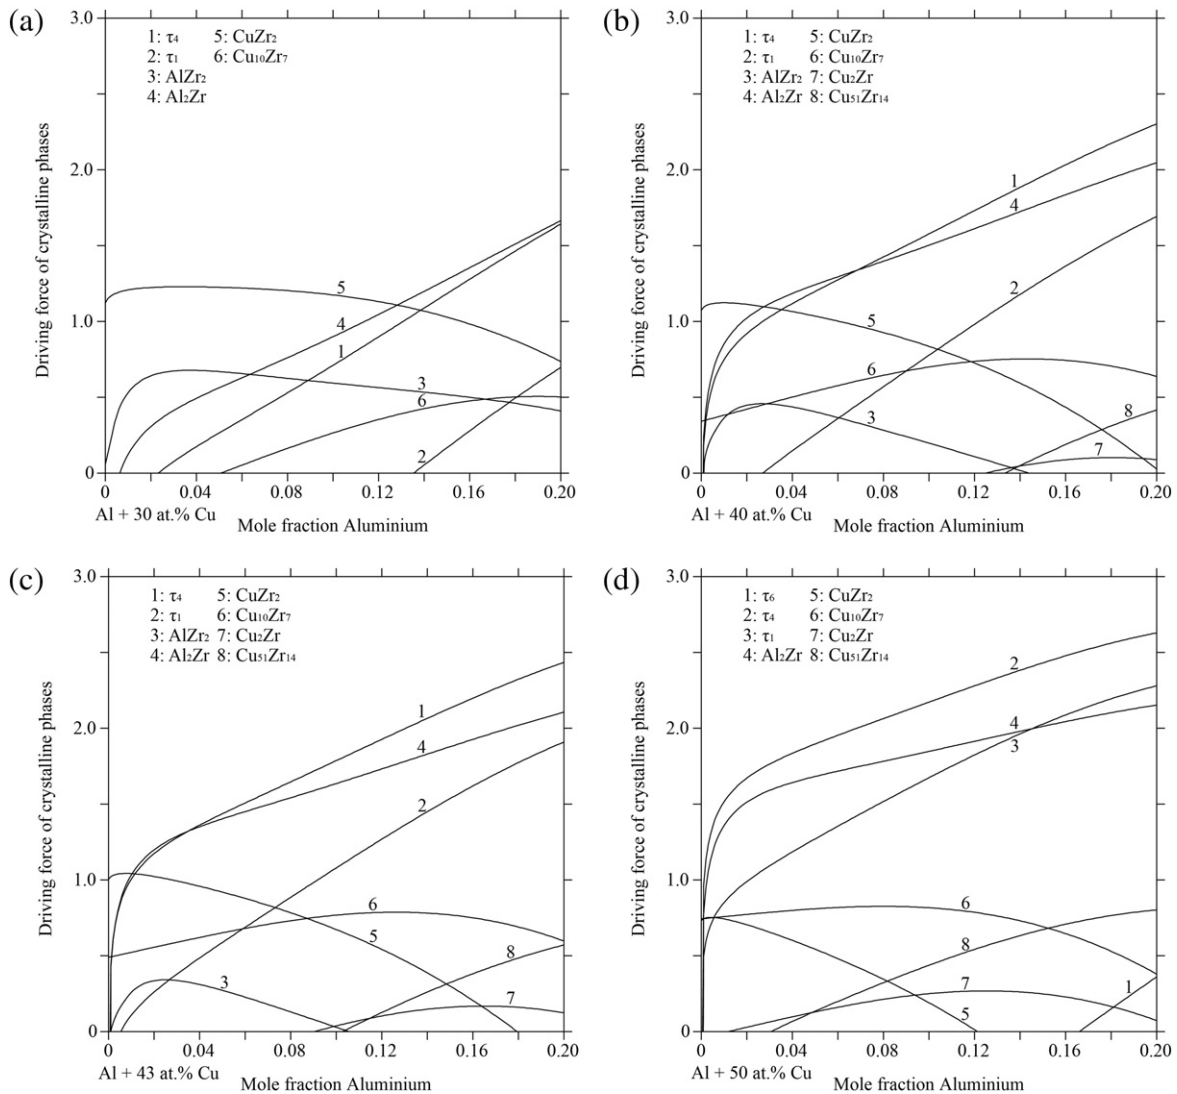 (a)
3.0
1: τ₄ 5: CuZr₂
2: τ₁ 6: Cu₁₀Zr₇
3: AlZr₂
4: Al₂Zr
Driving force of crystalline phases
2.0
1.0
0
5
4
1
3
6
2
0 0.04 0.08 0.12 0.16 0.20
Al + 30 at.% Cu
Mole fraction Aluminium
(b)
3.0
1: τ₄ 5: CuZr₂
2: τ₁ 6: Cu₁₀Zr₇
3: AlZr₂ 7: Cu₂Zr
4: Al₂Zr 8: Cu₅₁Zr₁₄
Driving force of crystalline phases
2.0
1.0
0
1
4
2
5
6
3
8
7
0 0.04 0.08 0.12 0.16 0.20
Al + 40 at.% Cu
Mole fraction Aluminium
(c)
3.0
1: τ₄ 5: CuZr₂
2: τ₁ 6: Cu₁₀Zr₇
3: AlZr₂ 7: Cu₂Zr
4: Al₂Zr 8: Cu₅₁Zr₁₄
Driving force of crystalline phases
2.0
1.0
0
1
4
2
6
5
3
8
7
0 0.04 0.08 0.12 0.16 0.20
Al + 43 at.% Cu
Mole fraction Aluminium
(d)
3.0
1: τ₆ 5: CuZr₂
2: τ₄ 6: Cu₁₀Zr₇
3: τ₁ 7: Cu₂Zr
4: Al₂Zr 8: Cu₅₁Zr₁₄
Driving force of crystalline phases
2.0
1.0
0
2
4
3
6
8
7
1
5
0 0.04 0.08 0.12 0.16 0.20
Al + 50 at.% Cu
Mole fraction Aluminium